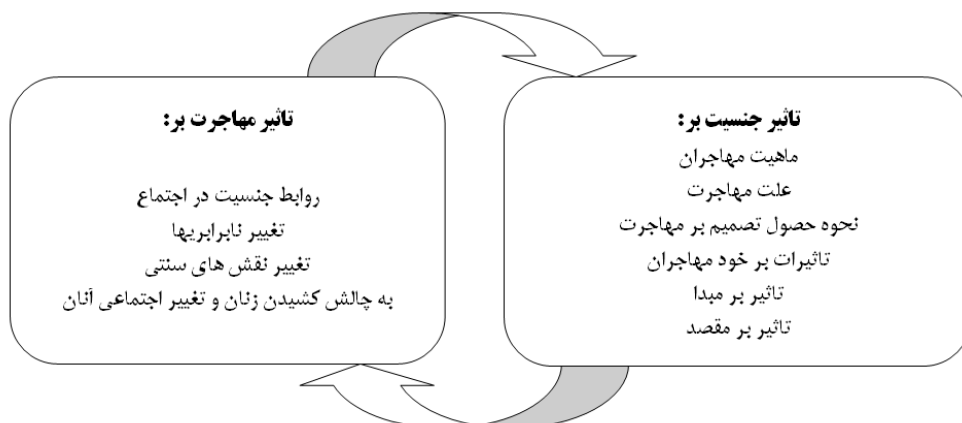 تاثیر جنسیت بر:
ماهیت مهاجران
علت مهاجرت
نحوه حصول تصمیم بر مهاجرت
تاثیرات بر خود مهاجران
تاثیر بر مبدا
تاثیر بر مقصد
تاثیر مهاجرت بر:
روابط جنسیت در اجتماع
تغییر نابرابریها
تغییر نقش های سنتی
به چالش کشیدن زنان و تغییر اجتماعی آنان